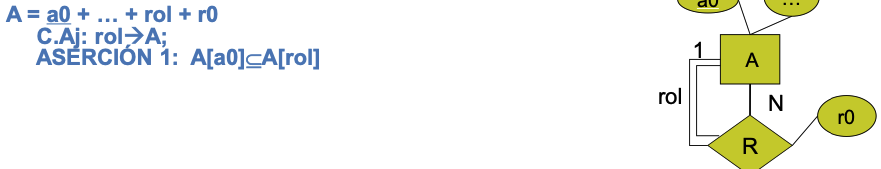 A = a0 + … + rol + r0
C.Aj: rol→A;
ASERCIÓN 1: A[a0]⊆A[rol]
a0
…
1
A
rol
N
r0
R